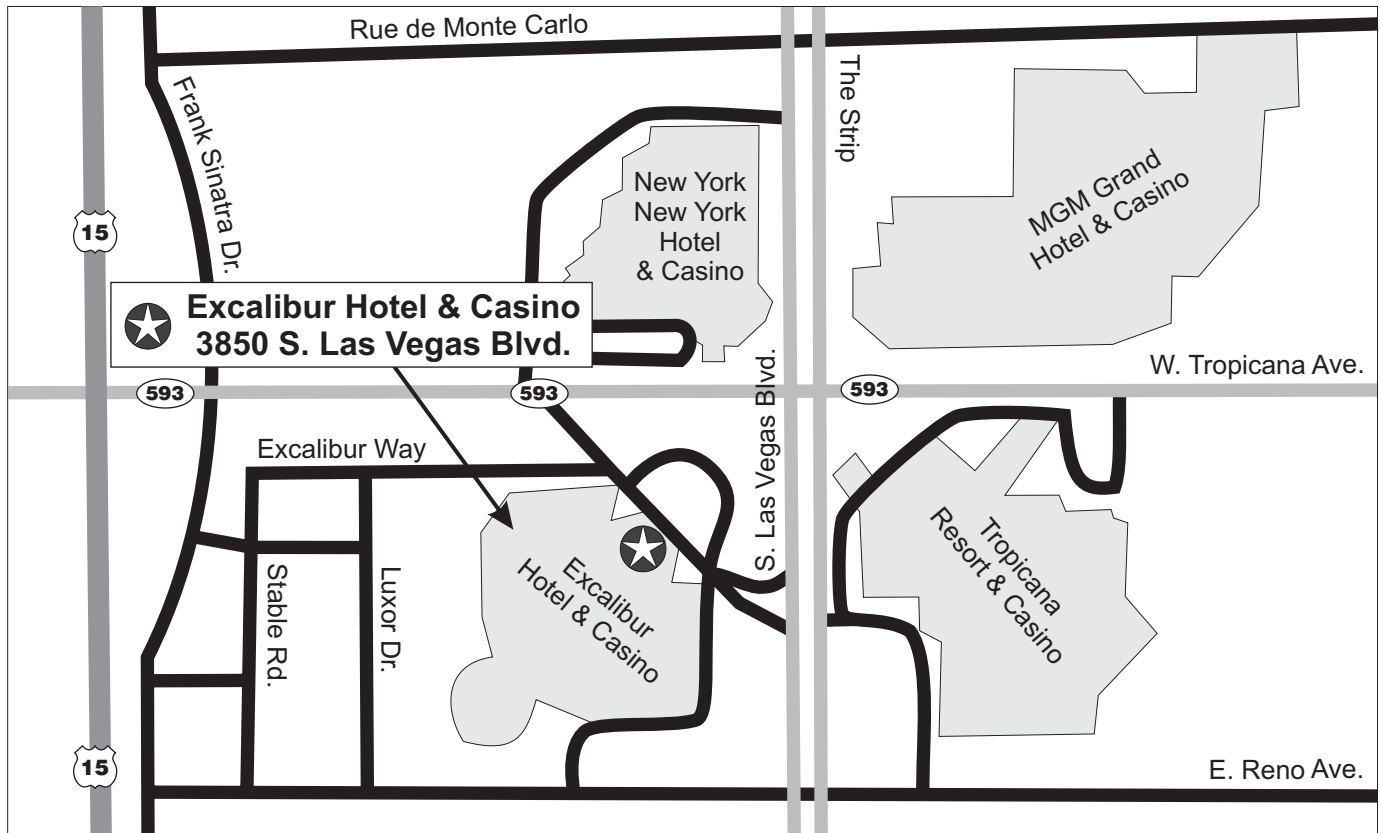 Rue de Monte Carlo
The Strip
Frank Sinatra Dr.
New York
New York
Hotel
& Casino
MGM Grand
Hotel & Casino
15
Excalibur Hotel & Casino
3850 S. Las Vegas Blvd.
W. Tropicana Ave.
593
593
593
S. Las Vegas Blvd.
Excalibur Way
Stable Rd.
Luxor Dr.
Excalibur
Hotel & Casino
Tropicana
Resort & Casino
15
E. Reno Ave.